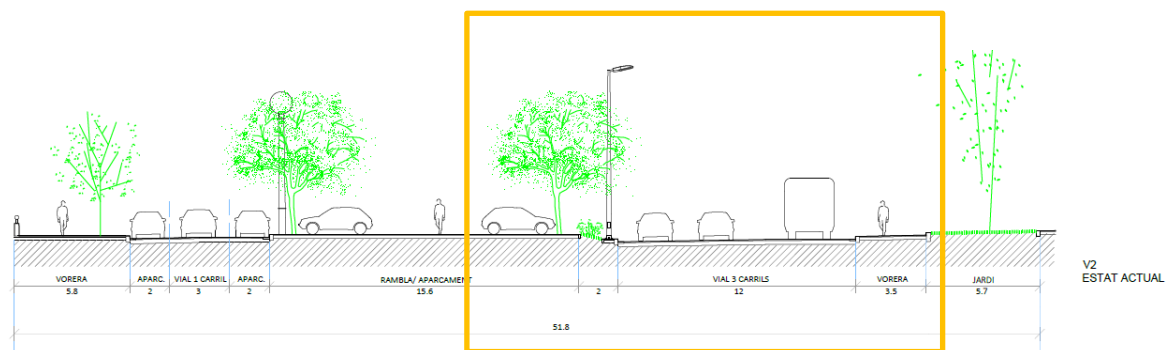 VORERA APARC. VIAL 1 CARRIL APARC. RAMBLA/ APARCAMENT VIAL 3 CARRILS VORERA JARDI
5.8 2 3 2 15.6 2 12 3.5 5.7
51.8
V2
ESTAT ACTUAL